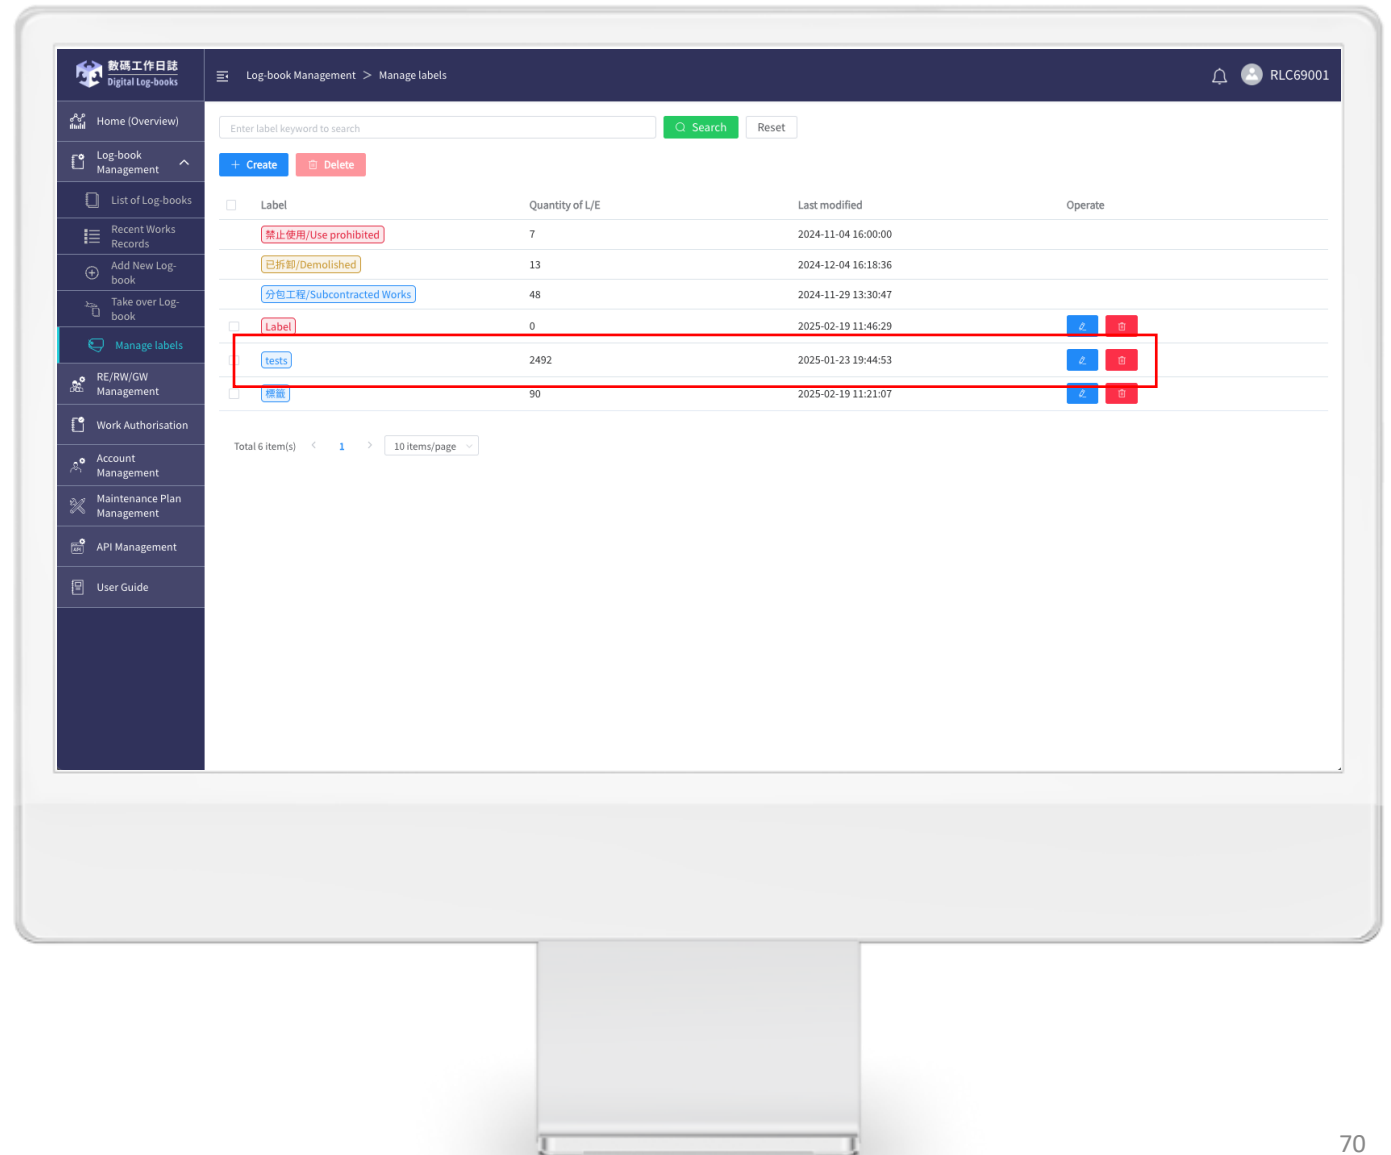 數碼工作日誌
Digital Log-books
Log-book Management > Manage labels
RLC69001
Home (Overview)
Log-book
Management
List of Log-books
Recent Works
Records
Add New Log-
book
Take over Log-
book
Manage labels
RE/RW/GW
Management
Work Authorisation
Account
Management
Maintenance Plan
Management
API
API Management
User Guide
Enter label keyword to search
Search
Reset
+ Create
Delete
Label Quantity of L/E Last modified Operate
禁止使用/Use prohibited 7 2024-11-04 16:00:00
已拆卸/Demolished 13 2024-12-04 16:18:36
分包工程/Subcontracted Works 48 2024-11-29 13:30:47
Label 0 2025-02-19 11:46:29
tests 2492 2025-01-23 19:44:53
標籤 90 2025-02-19 11:21:07
Total 6 item(s) < 1 > 10 items/page
70